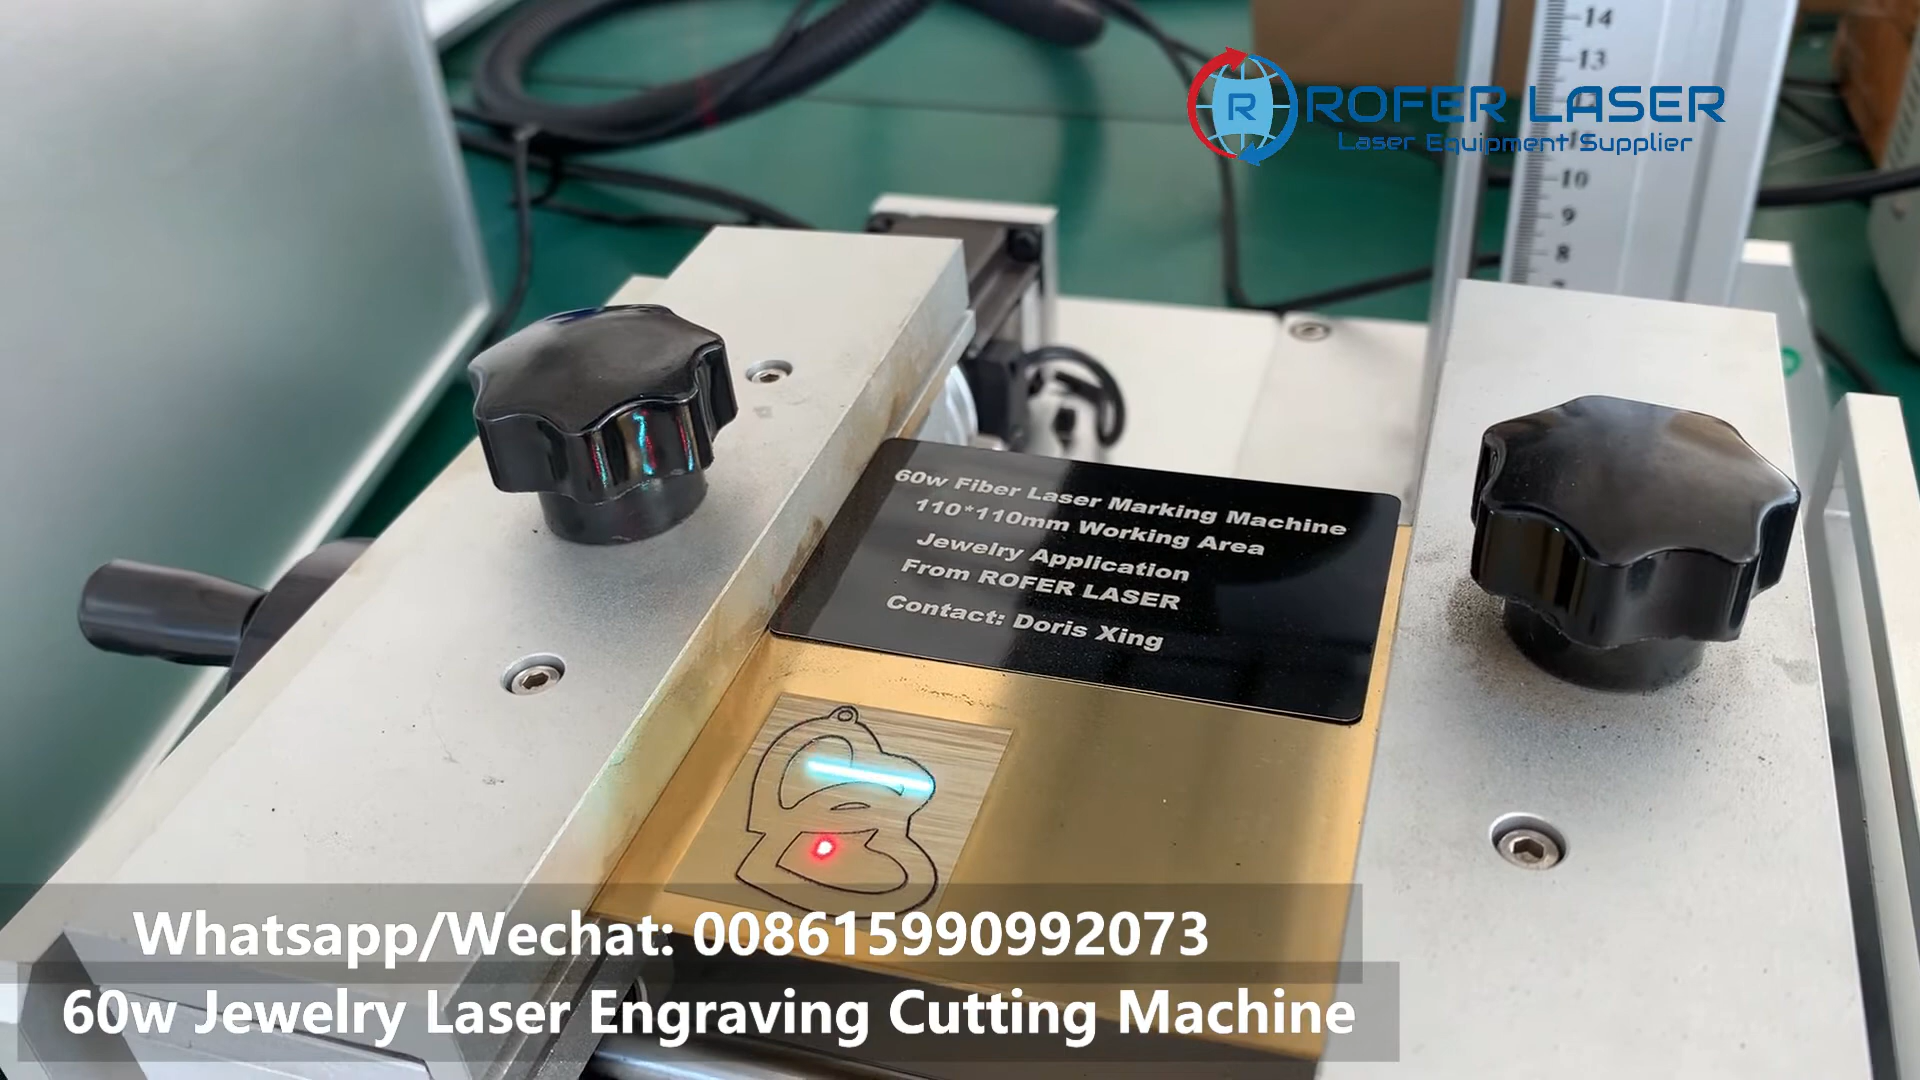 14
13
ROFER LASER
R
Laser Equipment Supplier
10
9
8
60w Fiber Laser Marking Machine
110*110mm Working Area
Jewelry Application
From ROFER LASER
Contact: Doris Xing
Whatsapp/Wechat: 008615990992073
60w Jewelry Laser Engraving Cutting Machine